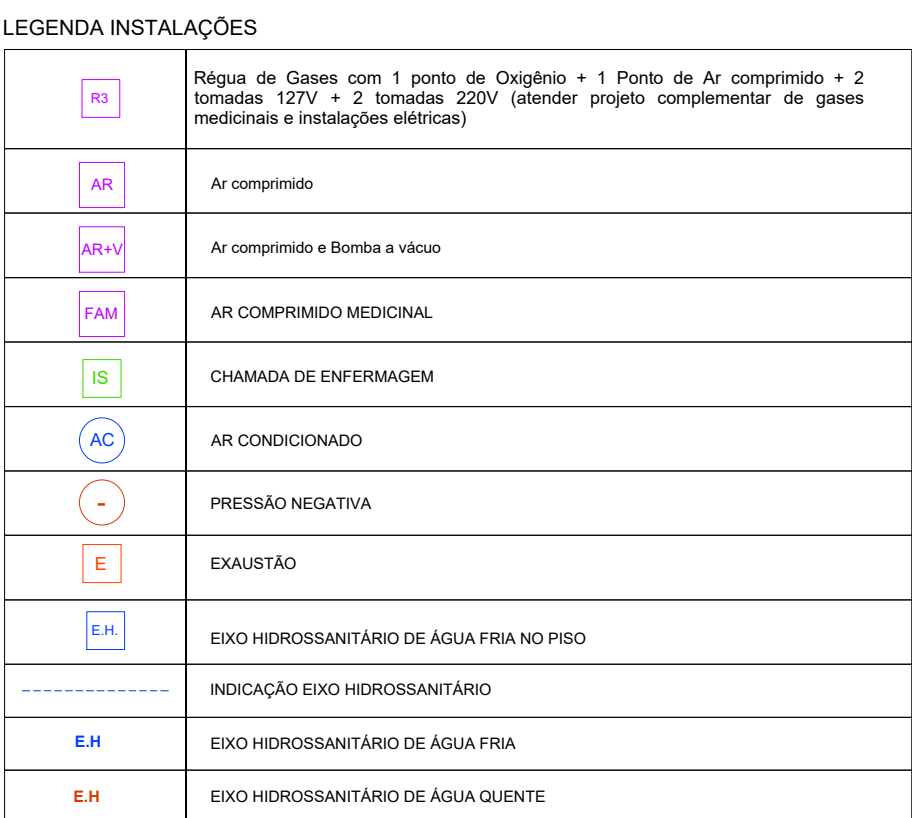 LEGENDA INSTALAÇÕES
R3
Régua de Gases com 1 ponto de Oxigênio + 1 Ponto de Ar comprimido + 2
tomadas 127V + 2 tomadas 220V (atender projeto complementar de gases
medicinais e instalações elétricas)
AR
Ar comprimido
AR+V
Ar comprimido e Bomba a vácuo
FAM
AR COMPRIMIDO MEDICINAL
IS
CHAMADA DE ENFERMAGEM
AC
AR CONDICIONADO
-
PRESSÃO NEGATIVA
E
EXAUSTÃO
E.H.
EIXO HIDROSSANITÁRIO DE ÁGUA FRIA NO PISO
INDICAÇÃO EIXO HIDROSSANITÁRIO
E.H
EIXO HIDROSSANITÁRIO DE ÁGUA FRIA
E.H
EIXO HIDROSSANITÁRIO DE ÁGUA QUENTE